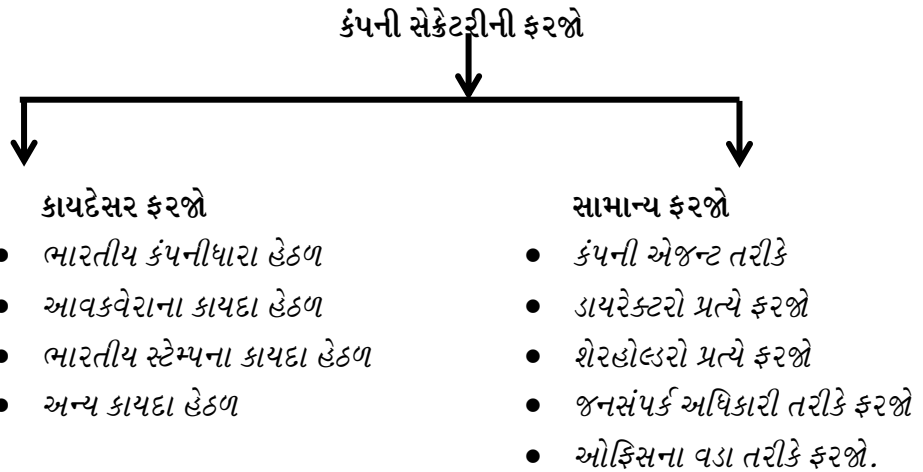 કંપની સેક્રેટરીની ફરજો
કાયદેસર ફરજો
• ભારતીય કંપનીધારા હેઠળ
• આવકવેરાના કાયદા હેઠળ
• ભારતીય સ્ટેમ્પના કાયદા હેઠળ
• અન્ય કાયદા હેઠળ
સામાન્ય ફરજો
• કંપની એજન્ટ તરીકે
• ડાયરેક્ટરો પ્રત્યે ફરજો
• શેરહોલ્ડરો પ્રત્યે ફરજો
• જનસંપર્ક અધિકારી તરીકે ફરજો
• ઓફિસના વડા તરીકે ફરજો.